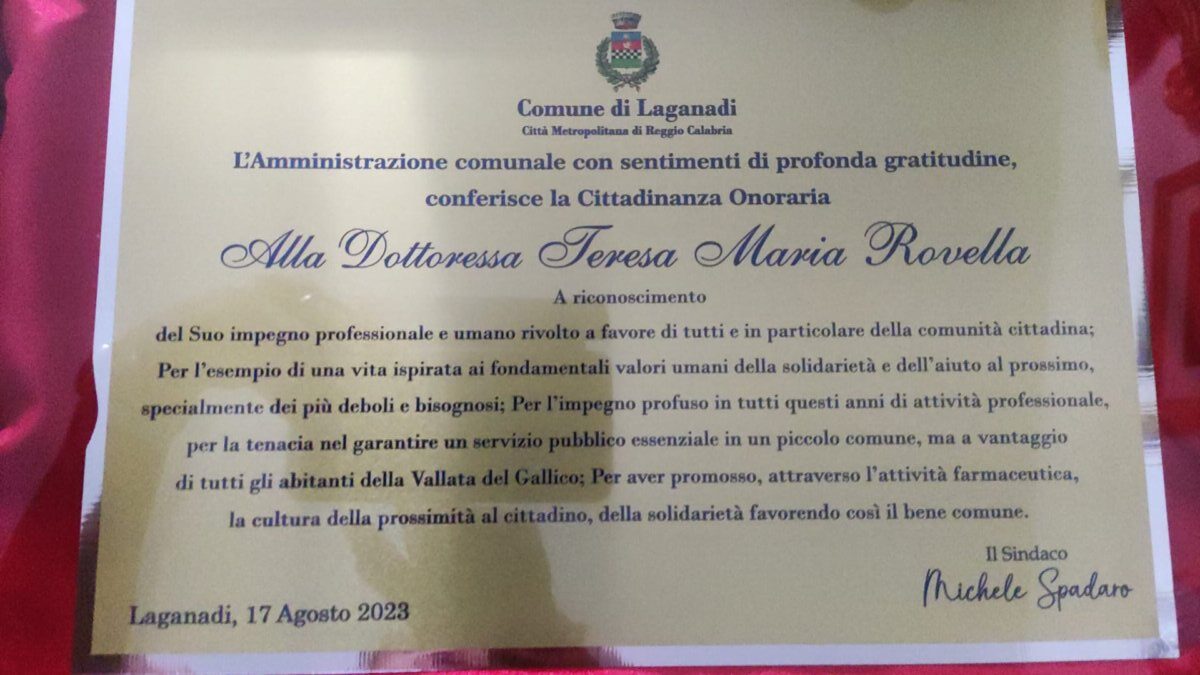 Comune di Laganadi
Città Metropolitana di Reggio Calabria
L'Amministrazione comunale con sentimenti di profonda gratitudine,
conferisce la Cittadinanza Onoraria
Alla Dottoressa Teresa Maria Rovella
A riconoscimento
del Suo impegno professionale e umano rivolto a favore di tutti e in particolare della comunità cittadina;
Per l'esempio di una vita ispirata ai fondamentali valori umani della solidarietà e dell'aiuto al prossimo,
specialmente dei più deboli e bisognosi; Per l'impegno profuso in tutti questi anni di attività professionale,
per la tenacia nel garantire un servizio pubblico essenziale in un piccolo comune, ma a vantaggio
di tutti gli abitanti della Vallata del Gallico; Per aver promosso, attraverso l'attività farmaceutica,
la cultura della prossimità al cittadino, della solidarietà favorendo così il bene comune.
Il Sindaco
Michele Spadaro
Laganadi, 17 Agosto 2023